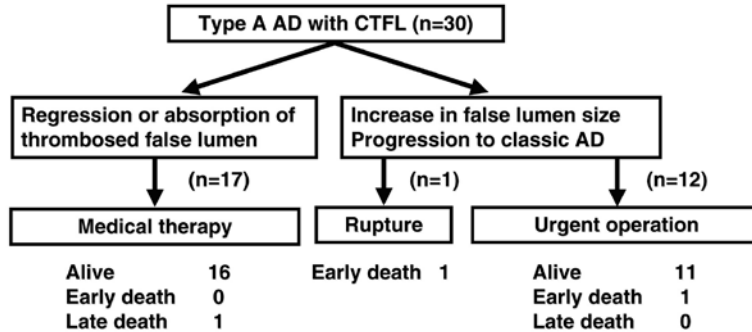 Type A AD with CTFL (n=30)
Regression or absorption of
thrombosed false lumen
Increase in false lumen size
Progression to classic AD
(n=17)
(n=1)
(n=12)
Medical therapy
Rupture
Urgent operation
Alive 16
Early death 0
Late death 1
Early death 1
Alive 11
Early death 1
Late death 0